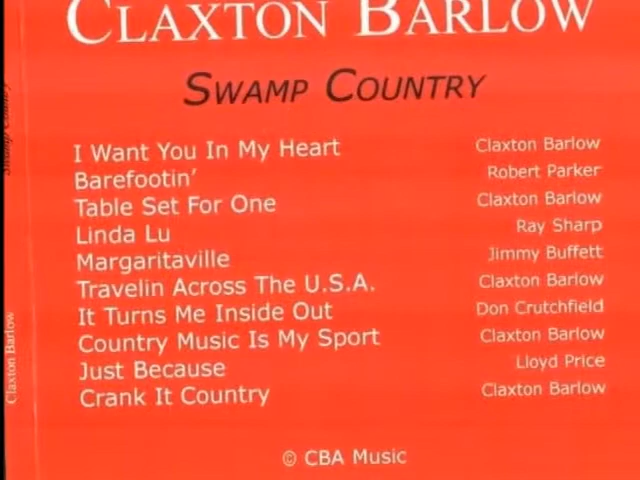 CLAXTON BARLOW
SWAMP COUNTRY
I Want You In My Heart Claxton Barlow
Barefootin' Robert Parker
Table Set For One Claxton Barlow
Linda Lu Ray Sharp
Margaritaville Jimmy Buffett
Travelin Across The U.S.A. Claxton Barlow
It Turns Me Inside Out Don Crutchfield
Country Music Is My Sport Claxton Barlow
Just Because Lloyd Price
Crank It Country Claxton Barlow
© CBA Music
Swamp Country
Claxton Barlow